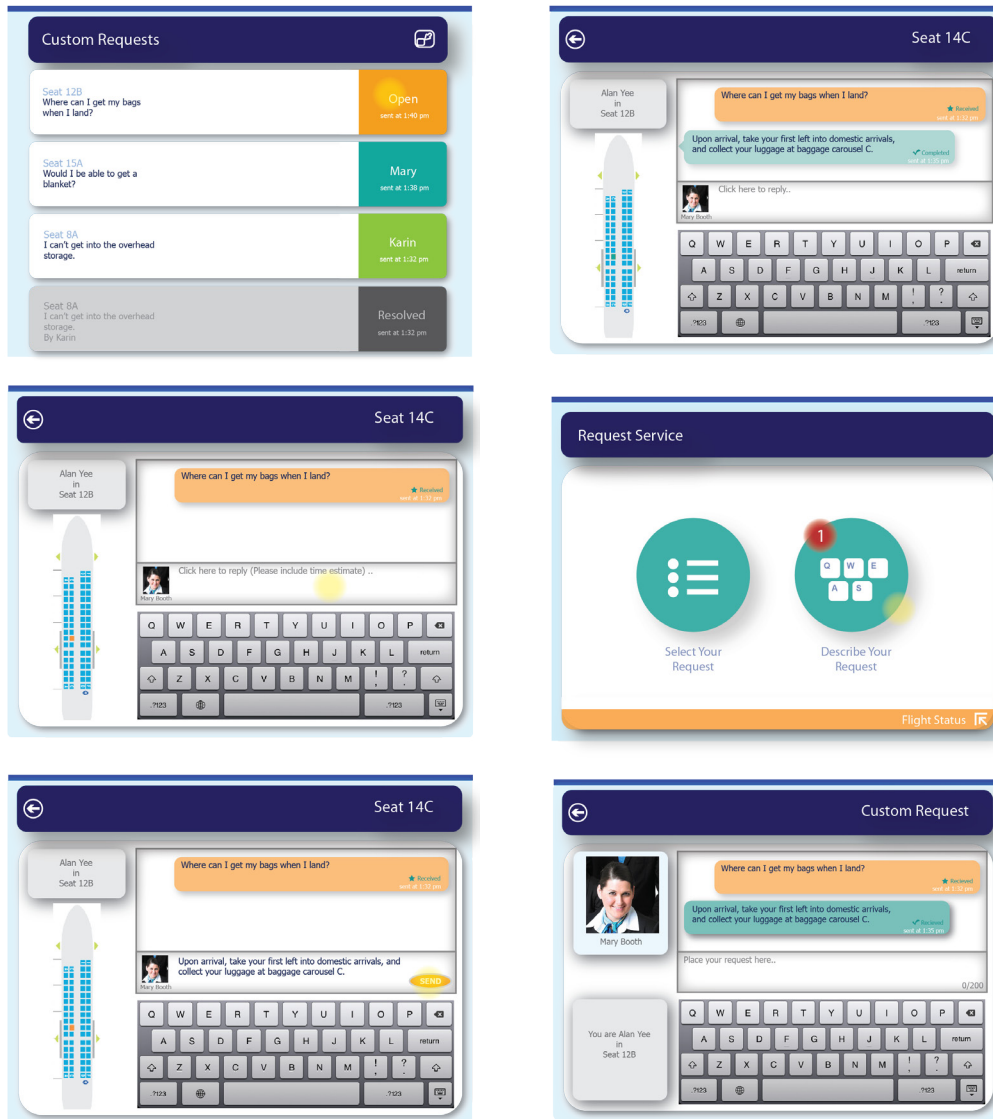 Custom Requests
Seat 12B
Where can I get my bags
when I land?
Open
sent at 1:40 pm
Seat 15A
Would I be able to get a
blanket?
Mary
sent at 1:38 pm
Seat 8A
I can't get into the overhead
storage.
Karin
sent at 1:32 pm
Seat 8A
I can't get into the overhead
storage.
By Karin
Resolved
sent at 1:32 pm
Seat 14C
Alan Yee
in
Seat 12B
Where can I get my bags when I land?
Received
sent at 1:32 pm
Upon arrival, take your first left into domestic arrivals,
and collect your luggage at baggage carousel C.
Completed
sent at 1:35 pm
Mary Booth
Click here to reply..
Q W E R T Y U I O P
A S D F G H J K L return
Z X C V B N M ! , ? .
.?123 .?123
Seat 14C
Alan Yee
in
Seat 12B
Where can I get my bags when I land?
Received
sent at 1:32 pm
Click here to reply (Please include time estimate) ..
Mary Booth
Q W E R T Y U I O P
A S D F G H J K L return
Z X C V B N M ! , ? .
.?123 .?123
Request Service
1
Q W E
A S
Select Your
Request
Describe Your
Request
Flight Status
Seat 14C
Alan Yee
in
Seat 12B
Where can I get my bags when I land?
Received
sent at 1:32 pm
Upon arrival, take your first left into domestic arrivals, and
collect your luggage at baggage carousel C.
Mary Booth
SEND
Q W E R T Y U I O P
A S D F G H J K L return
Z X C V B N M ! , ? .
.?123 .?123
Custom Request
Mary Booth
Where can I get my bags when I land?
Recieved
sent at 1:32 pm
Upon arrival, take your first left into domestic arrivals,
and collect your luggage at baggage carousel C.
Recieved
sent at 1:35 pm
Place your request here..
0/200
You are Alan Yee
in
Seat 12B
Q W E R T Y U I O P
A S D F G H J K L return
Z X C V B N M ! , ? .
.?123 .?123